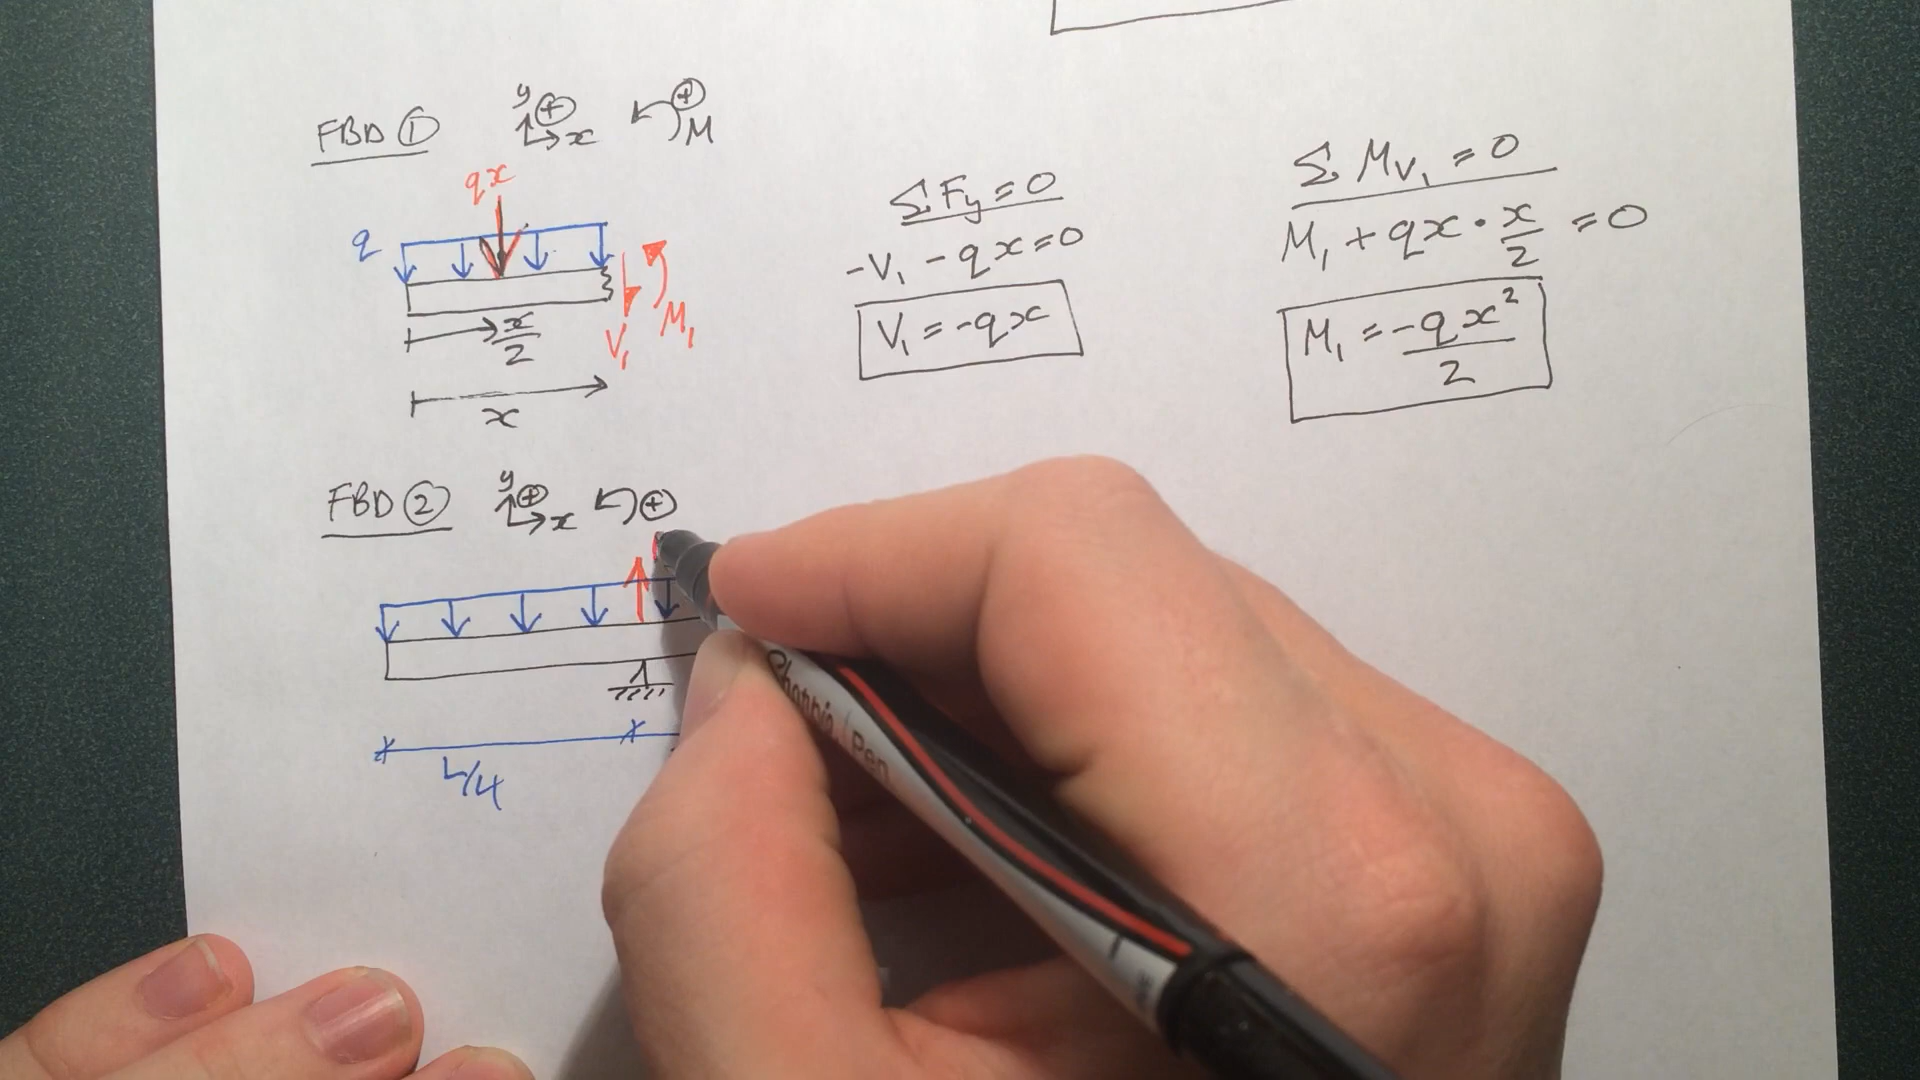 FBD ① y ⊕ x ⊕ M
qx
q
x/2
V₁ M₁
x
ΣFy = 0
-V₁ - qx = 0
V₁ = -qx
ΣM_V₁ = 0
M₁ + qx · x/2 = 0
M₁ = -qx²/2
FBD ② y ⊕ x ⊕
L/4
Sharpie Pen